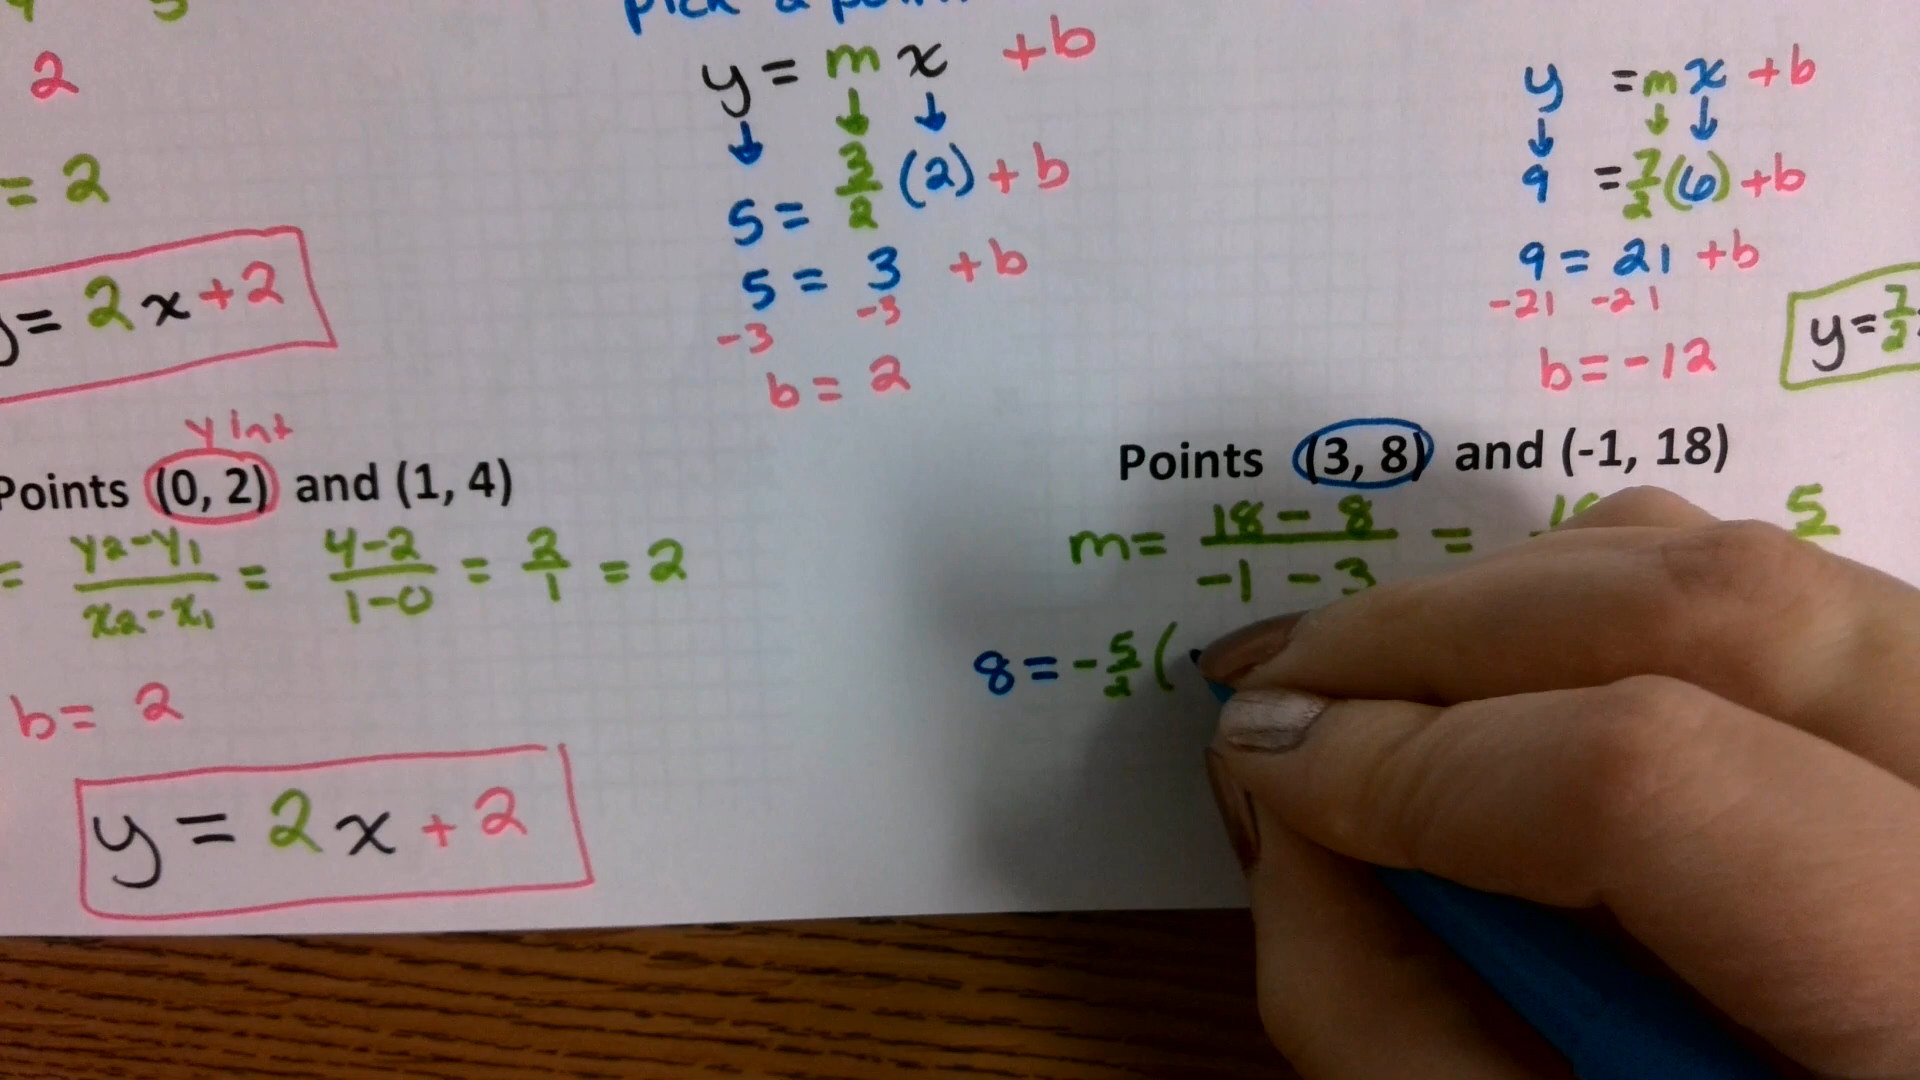 2
= 2
y = 2x + 2
y = mx + b
5 = 3/2 (2) + b
5 = 3 + b
-3 -3
b = 2
y = mx + b
9 = 7/2 (6) + b
9 = 21 + b
-21 -21
b = -12
y = 7/2
y int
Points (0, 2) and (1, 4)
= y2-y1/x2-x1 = 4-2/1-0 = 2/1 = 2
b = 2
y = 2x + 2
Points (3, 8) and (-1, 18)
m = 18 - 8/-1 - 3 =
5
8 = -5/2 (